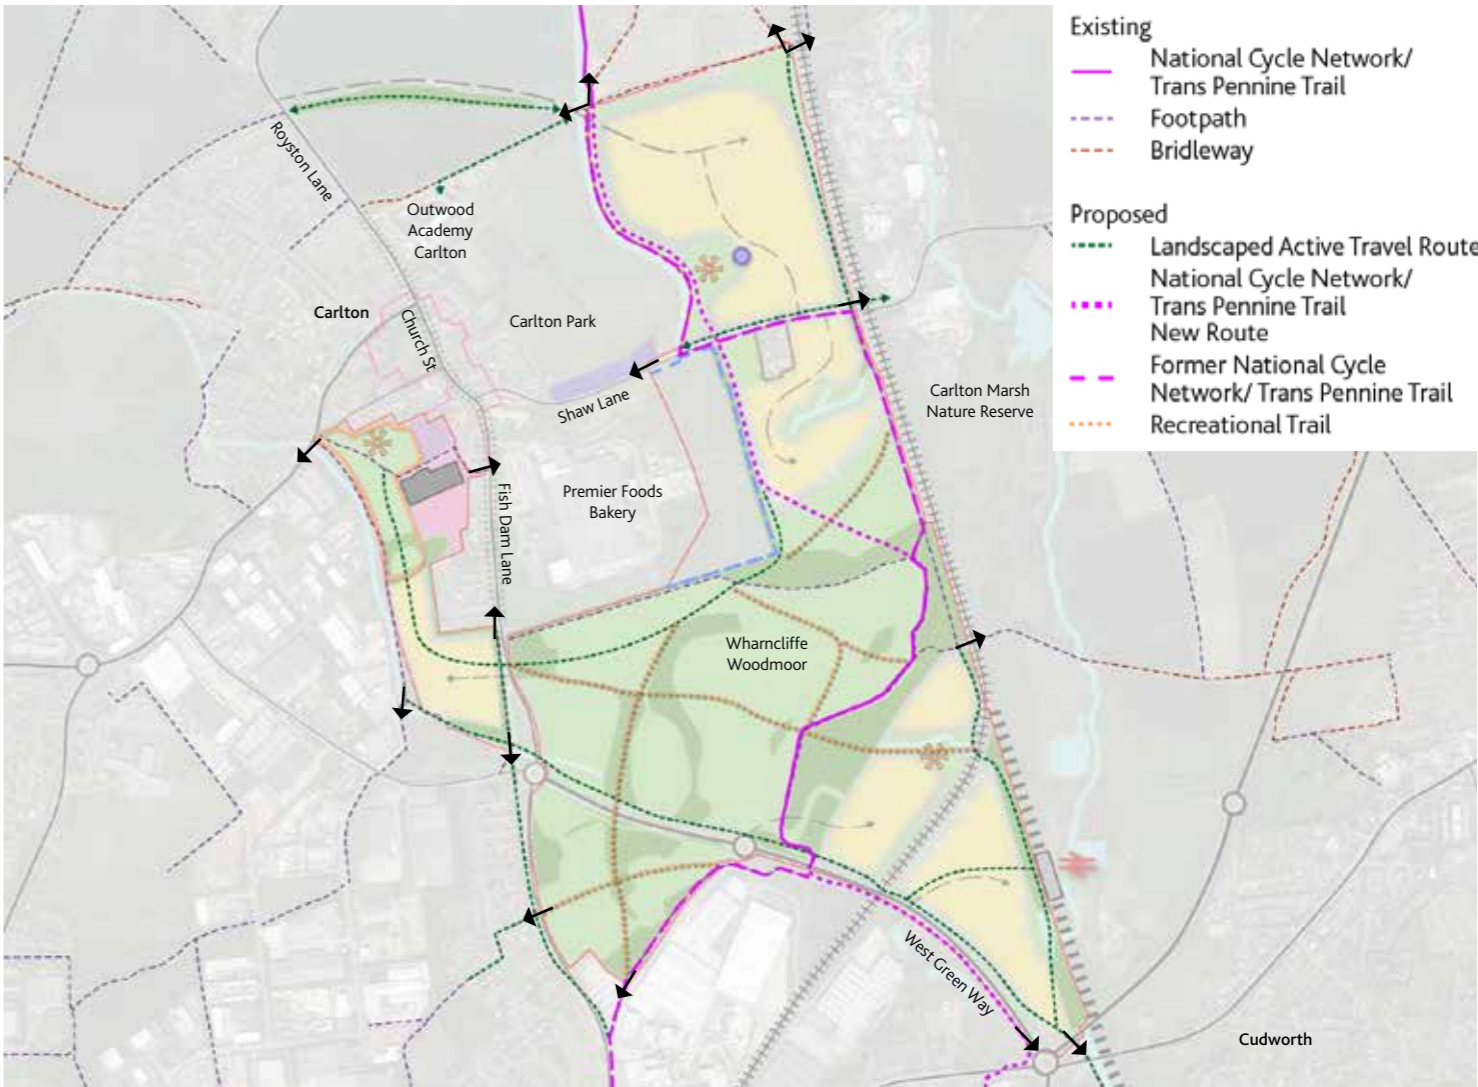 Existing
National Cycle Network/
Trans Pennine Trail
Footpath
Bridleway
Proposed
Landscaped Active Travel Route
National Cycle Network/
Trans Pennine Trail
New Route
Former National Cycle
Network/ Trans Pennine Trail
Recreational Trail
Royston Lane
Outwood
Academy
Carlton
Carlton
Church St
Carlton Park
Shaw Lane
Carlton Marsh
Nature Reserve
Premier Foods
Bakery
Fish Dam Lane
Wharncliffe
Woodmoor
West Green Way
Cudworth